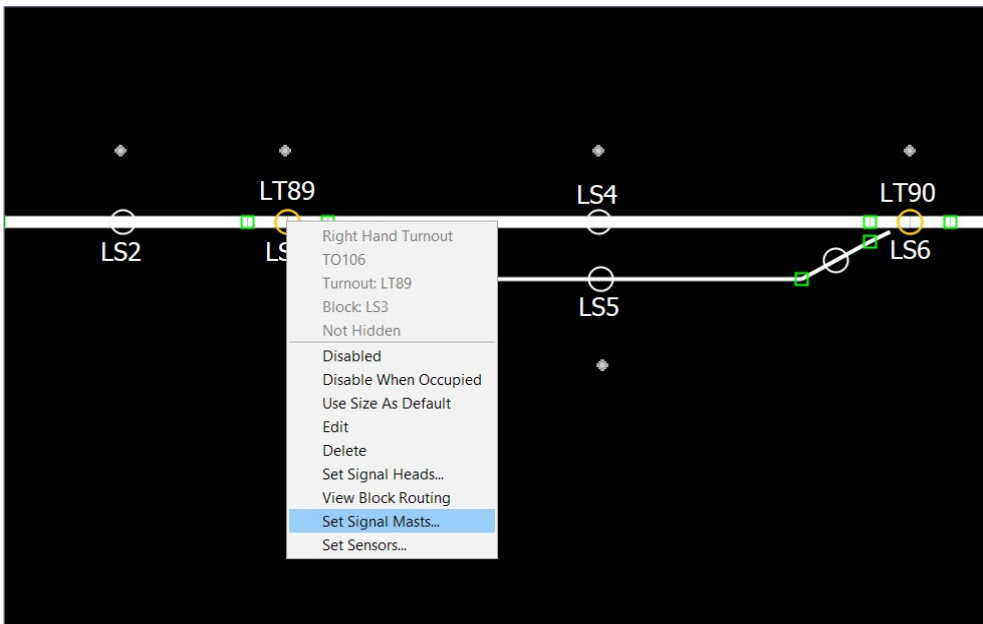 LT89
LS4
LT90
LS2
LS
LS6
LS5
Right Hand Turnout
TO106
Turnout: LT89
Block: LS3
Not Hidden
Disabled
Disable When Occupied
Use Size As Default
Edit
Delete
Set Signal Heads...
View Block Routing
Set Signal Masts...
Set Sensors...